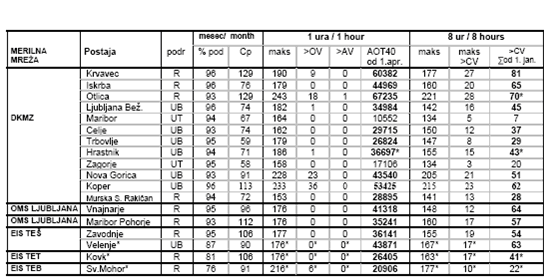 mesec/ month 1 ura / 1 hour 8 ur / 8 hours
MERILNA MREŽA Postaja podr % pod Cp maks >OV >AV AOT40 od 1.apr. maks maks >CV >CV ∑od 1. jan.
DKMZ
Krvavec R 96 129 190 9 0 60382 177 27 81
Iskrba R 96 76 179 0 0 44969 160 20 65
Otlica R 93 129 243 18 1 67235 221 28 70*
Ljubljana Bež. UB 96 74 182 1 0 34984 142 16 45
Maribor UT 94 67 164 0 0 10552 134 5 7
Celje UB 93 74 162 0 0 29715 150 12 37
Trbovlje UB 95 59 179 0 0 26824 147 8 29
Hrastnik UB 94 71 186 1 0 36697* 155 15 43*
Zagorje UT 95 58 158 0 0 17106 134 3 20
Nova Gorica UB 93 91 228 23 0 43540 205 21 51
Koper UB 95 113 233 36 0 53425 215 23 62
Murska S. Rakičan R 94 72 153 0 0 28895 141 13 28
OMS LJUBLJANA Vnajnarje R 95 96 176 0 0 41318 148 12 64
OMS LJUBLJANA Maribor Pohorje R 93 112 176 0 0 35241 160 17 57
EIS TEŠ Zavodnje R 95 106 177 0 0 36141 155 19 54
Velenje* UB 87 90 176* 0* 0* 43871 167* 17* 63
EIS TET Kovk* R 81 106 176* 0* 0* 26405 163* 17* 41*
EIS TEB Sv.Mohor* R 76 91 216* 6* 0* 20906 177* 10* 22*